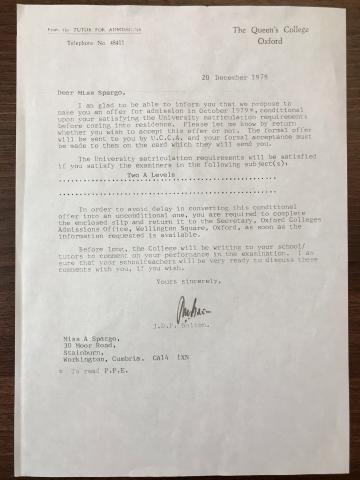 From the TUTOR FOR ADMISSIONS
Telephone No. 48411
The Queen's College
Oxford
20 December 1978
Dear Miss Spargo,
I am glad to be able to inform you that we propose to
make you an offer for admission in October 1979*, conditional
upon your satisfying the University matriculation requirements
before coming into residence. Please let me know by return
whether you wish to accept this offer or not. The formal offer
will be sent to you by U.C.C.A. and your formal acceptance must
be made to them on the card which they will send you.
The University matriculation requirements will be satisfied
if you satisfy the examiners in the following subject(s):
Two A Levels
In order to avoid delay in converting this conditional
offer into an unconditional one, you are required to complete
the enclosed slip and return it to the Secretary, Oxford Colleges
Admissions Office, Wellington Square, Oxford, as soon as the
information requested is available.
Before long, the College will be writing to your school/
tutors to comment on your performance in the examination. I am
sure that your schoolteachers will be very ready to discuss these
comments with you, if you wish.
Yours sincerely,
J.D.P. Bolton.
Miss A Spargo,
30 Moor Road,
Stainburn,
Workington, Cumbria. CA14 1XN
* To read P.P.E.